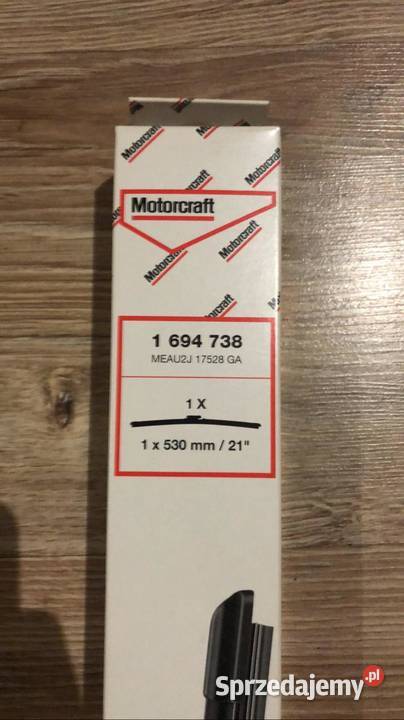 Motorcraft
Motorcraft
Motorcraft
Motorcraft
Motorcraft
Motorcraft
1 694 738
MEAU2J 17528 GA
1 X
1 x 530 mm / 21"
Sprzedajemy.pl